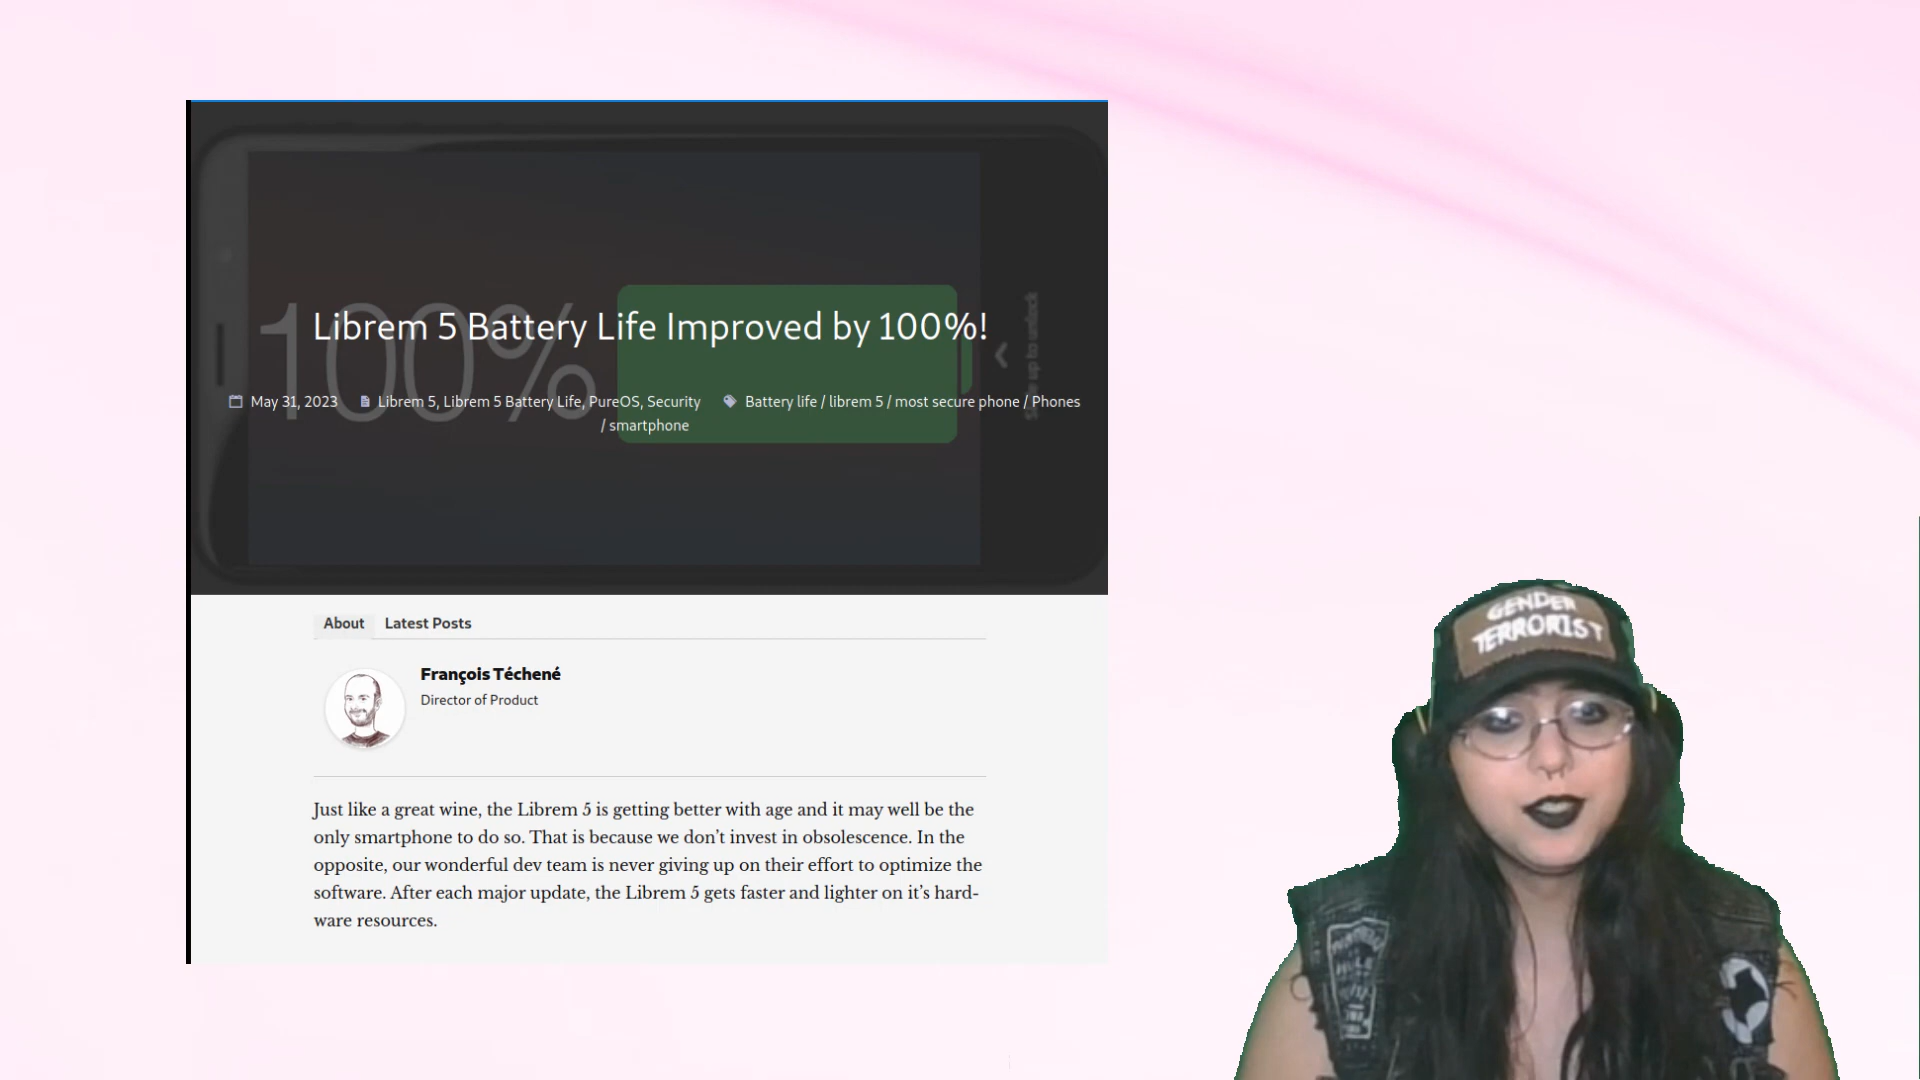 100%
Slide up to unlock
Librem 5 Battery Life Improved by 100%!
May 31, 2023 Librem 5, Librem 5 Battery Life, PureOS, Security Battery life / librem 5 / most secure phone / Phones
/ smartphone
About Latest Posts
François Téchené
Director of Product
Just like a great wine, the Librem 5 is getting better with age and it may well be the
only smartphone to do so. That is because we don’t invest in obsolescence. In the
opposite, our wonderful dev team is never giving up on their effort to optimize the
software. After each major update, the Librem 5 gets faster and lighter on it’s hard-
ware resources.
GENDER
TERRORIST